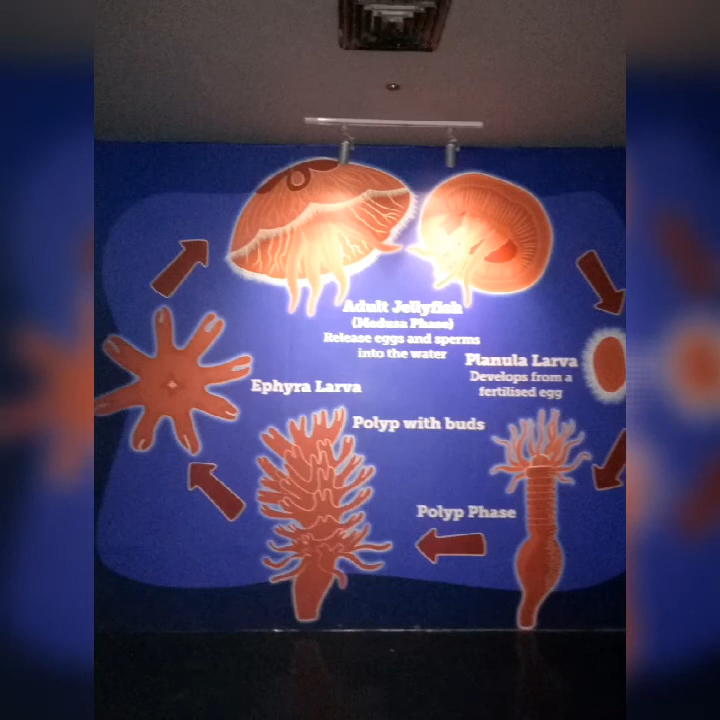 Adult Jellyfish
(Medusa Phase)
Release eggs and sperms
into the water
Planula Larva
Develops from a
fertilised egg
Ephyra Larva
Polyp with buds
Polyp Phase